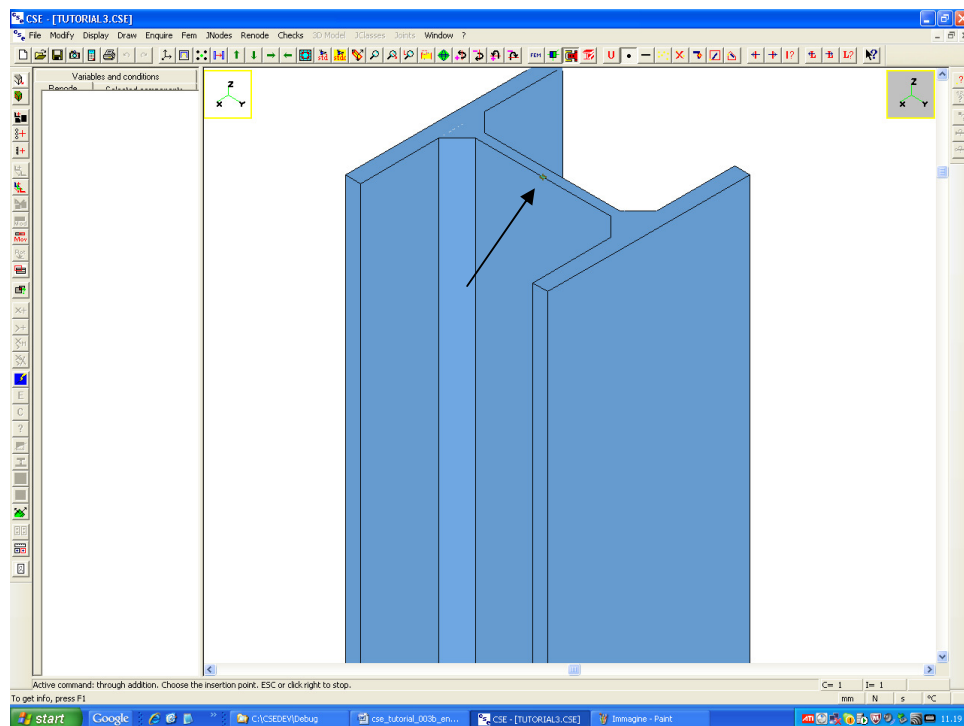 CSE - [TUTORIAL3.CSE]
File Modify Display Draw Enquire Fem JNodes Renode Checks 3D Model JClasses Joints Window ?
Variables and conditions
Renode Selected components
Z
X Y
Z
X Y
Active command: through addition. Choose the insertion point. ESC or click right to stop.
C= 1 I= 1
To get info, press F1
mm N s °C
start Google C:\CSEDEV\Debug cse_tutorial_003b_en... CSE - [TUTORIAL3.CSE] Immagine - Paint 11.19